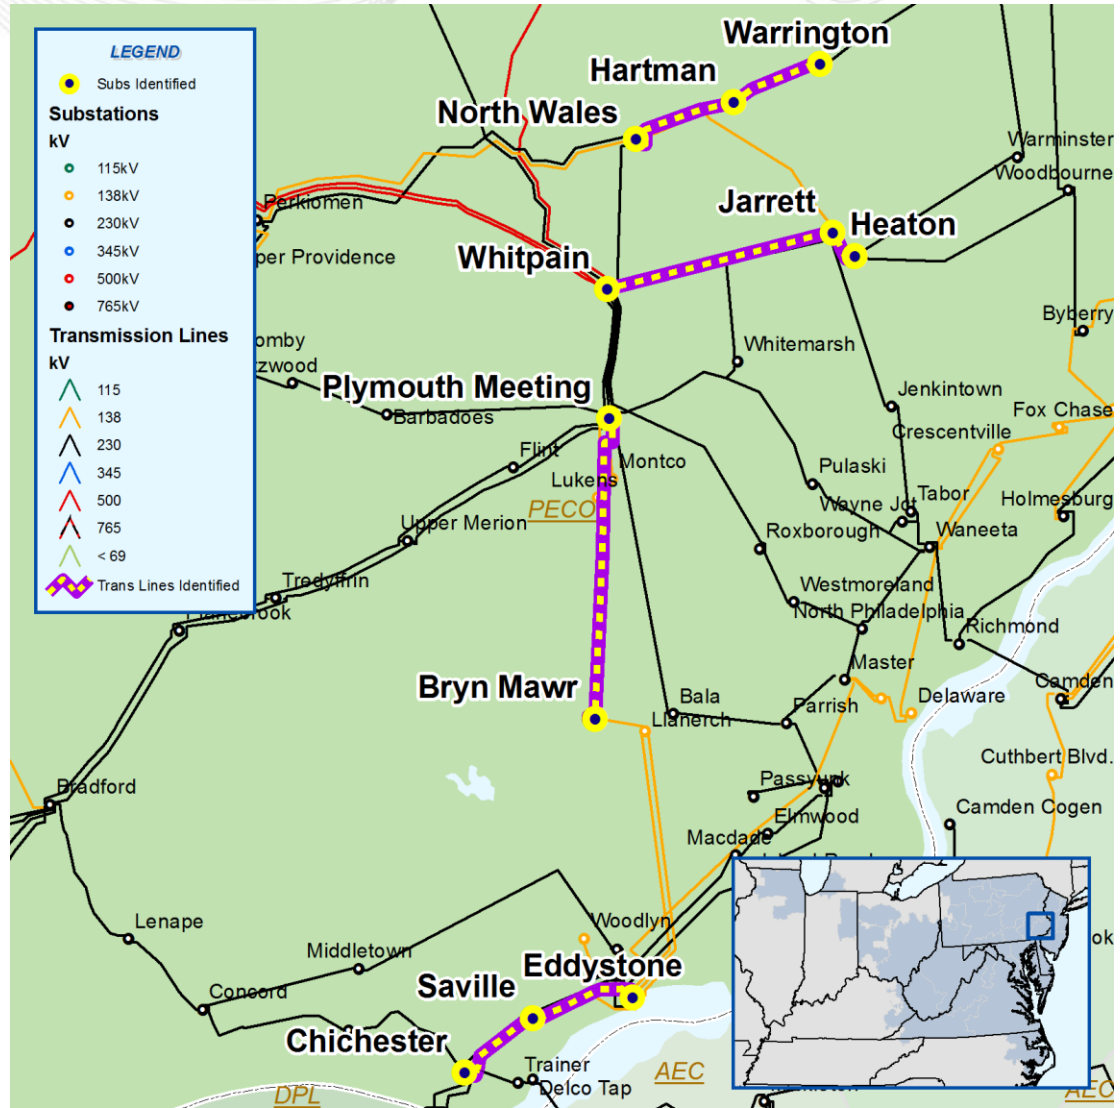 LEGEND
Subs Identified
Substations
kV
115kV
138kV
230kV
345kV
500kV
765kV
Transmission Lines
kV
115
138
230
345
500
765
< 69
Trans Lines Identified
Warrington
Hartman
North Wales
Warminster
Woodbourne
Perkiomen
Jarrett
Heaton
per Providence
Whitpain
Byberry
omby
tzwood
Whitemarsh
Plymouth Meeting
Barbadoes
Jenkintown
Fox Chase
Crescentville
Flint
Montco
Lukens
Pulaski
PECO
Wayne Jct
Tabor
Holmesburg
Upper Merion
Roxborough
Waneeta
Tredyffrin
Westmoreland
North Philadelphia
Richmond
Master
Bryn Mawr
Bala
Camden
Llanerch
Parrish
Delaware
Cuthbert Blvd.
Bradford
Passyunk
Camden Cogen
Elmwood
Macdade
Lenape
Woodlyn
ok
Middletown
Eddystone
Saville
Concord
Chichester
Trainer
Delco Tap
AEC
DPL
AEC